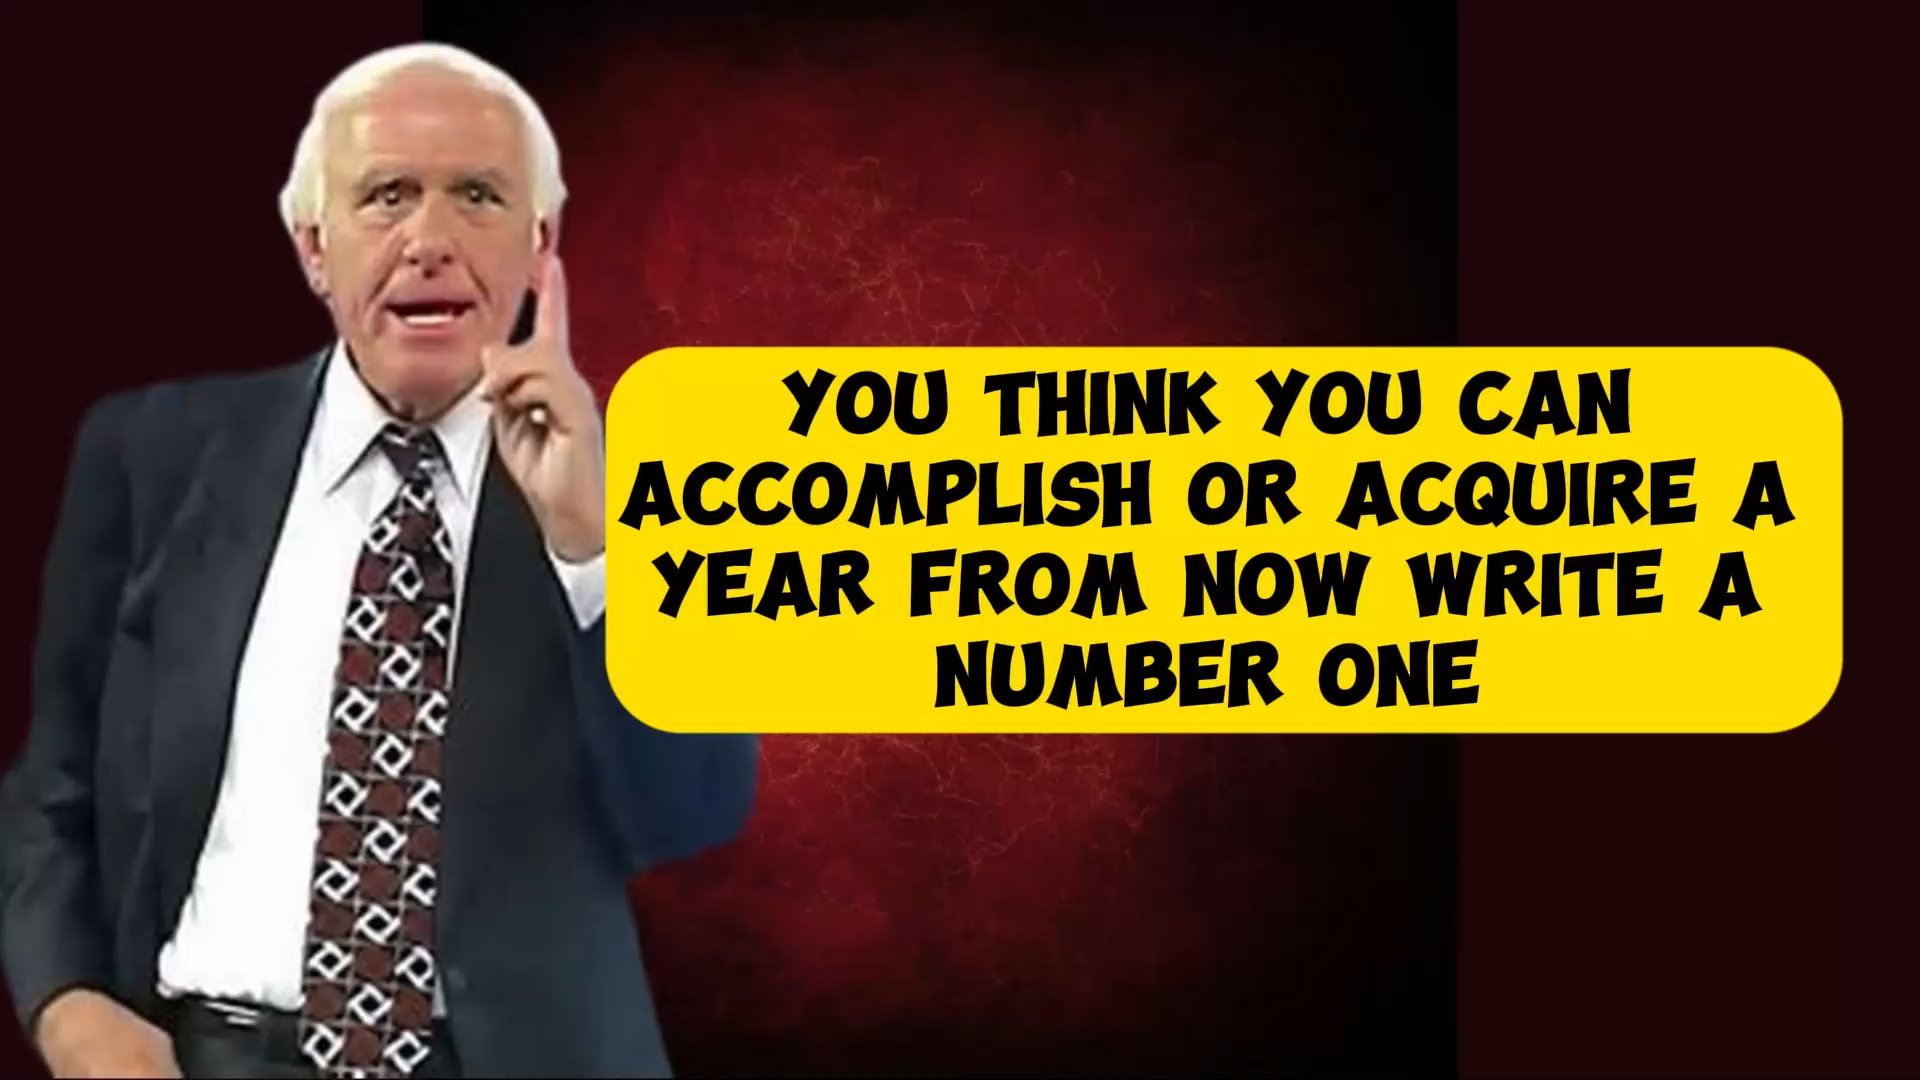 YOU THINK YOU CAN
ACCOMPLISH OR ACQUIRE A
YEAR FROM NOW WRITE A
NUMBER ONE